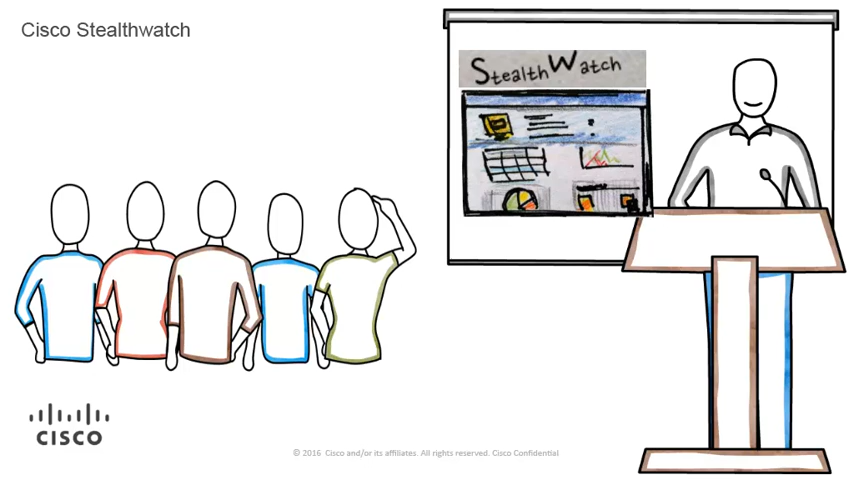 Cisco Stealthwatch
StealthWatch
CISCO
© 2016 Cisco and/or its affiliates. All rights reserved. Cisco Confidential